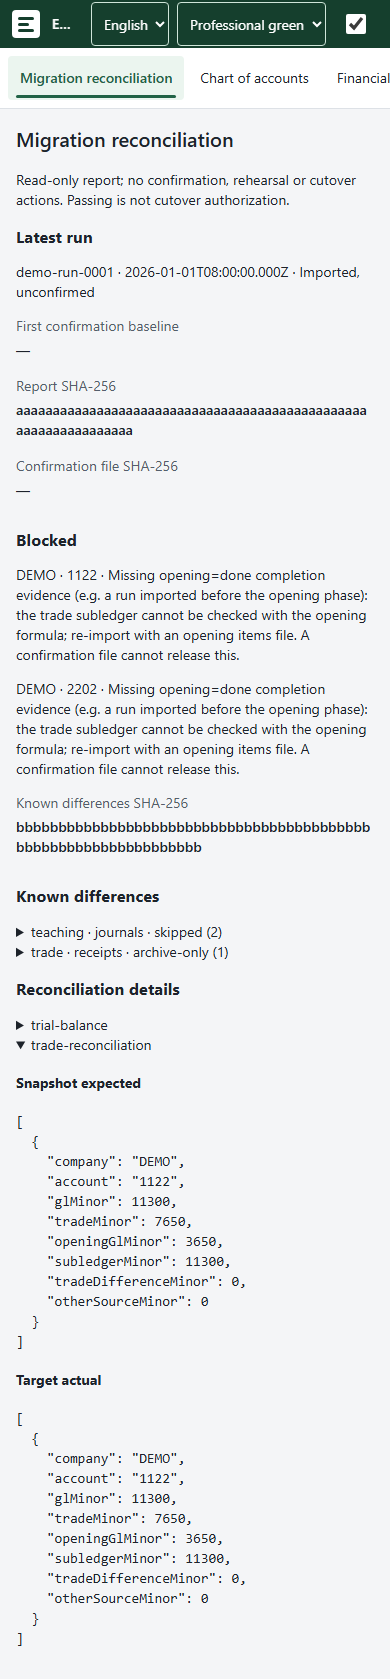 E...
English
Professional green
Migration reconciliation
Chart of accounts
Financial
Migration reconciliation
Read-only report; no confirmation, rehearsal or cutover
actions. Passing is not cutover authorization.
Latest run
demo-run-0001 · 2026-01-01T08:00:00.000Z · Imported,
unconfirmed
First confirmation baseline
—
Report SHA-256
aaaaaaaaaaaaaaaaaaaaaaaaaaaaaaaaaaaaaaaaaaaaaaaa
aaaaaaaaaaaaaaaa
Confirmation file SHA-256
—
Blocked
DEMO · 1122 · Missing opening=done completion
evidence (e.g. a run imported before the opening phase):
the trade subledger cannot be checked with the opening
formula; re-import with an opening items file. A
confirmation file cannot release this.
DEMO · 2202 · Missing opening=done completion
evidence (e.g. a run imported before the opening phase):
the trade subledger cannot be checked with the opening
formula; re-import with an opening items file. A
confirmation file cannot release this.
Known differences SHA-256
bbbbbbbbbbbbbbbbbbbbbbbbbbbbbbbbbbbbbbbbbb
bbbbbbbbbbbbbbbbbbbbbb
Known differences
teaching · journals · skipped (2)
trade · receipts · archive-only (1)
Reconciliation details
trial-balance
trade-reconciliation
Snapshot expected
[
{
"company": "DEMO",
"account": "1122",
"glMinor": 11300,
"tradeMinor": 7650,
"openingGlMinor": 3650,
"subledgerMinor": 11300,
"tradeDifferenceMinor": 0,
"otherSourceMinor": 0
}
]
Target actual
[
{
"company": "DEMO",
"account": "1122",
"glMinor": 11300,
"tradeMinor": 7650,
"openingGlMinor": 3650,
"subledgerMinor": 11300,
"tradeDifferenceMinor": 0,
"otherSourceMinor": 0
}
]